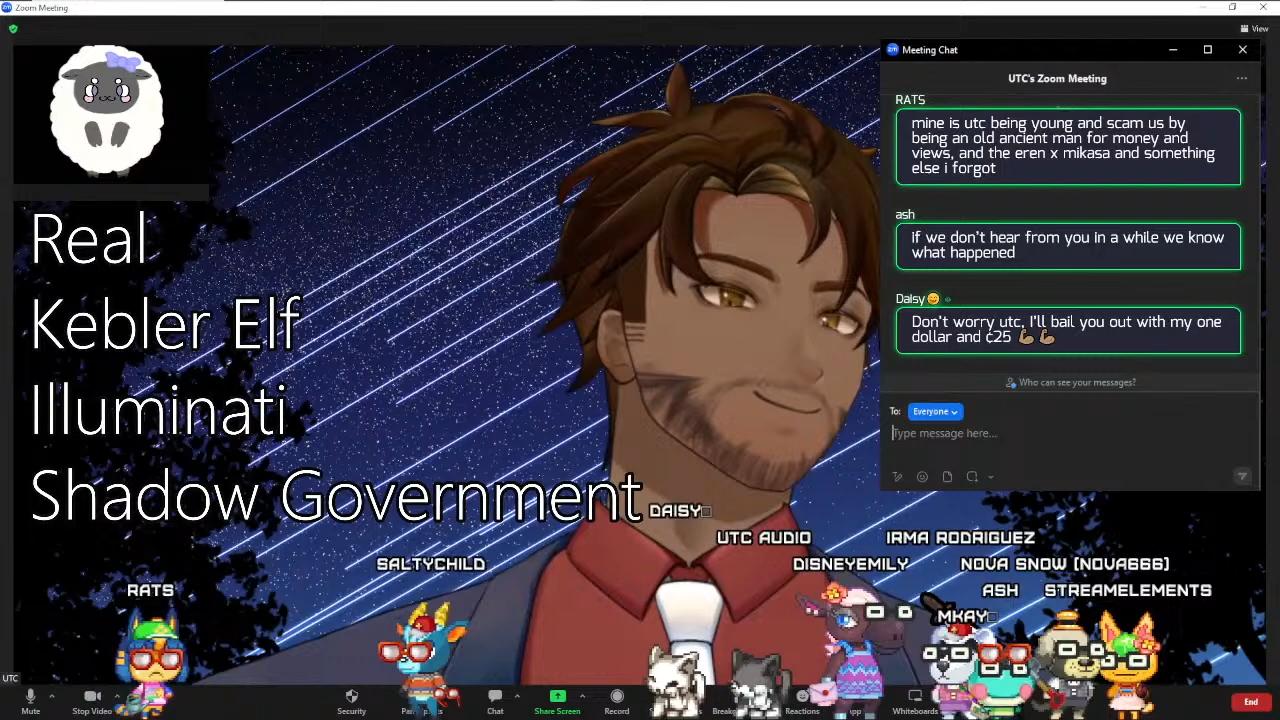 Zoom Meeting
View
zm Meeting Chat
UTC's Zoom Meeting
RATS
mine is utc being young and scam us by
being an old ancient man for money and
views, and the eren x mikasa and something
else i forgot
ash
If we don't hear from you in a while we know
what happened
Daisy
Don't worry utc, I'll bail you out with my one
dollar and ₵25
Who can see your messages?
To: Everyone
Type message here...
Real
Kebler Elf
Illuminati
Shadow Government
DAISY
UTC AUDIO
IRMA RODRIGUEZ
SALTYCHILD
DISNEYEMILY
NOVA SNOW [NOVA666]
RATS
ASH
STREAMELEMENTS
MKAY
UTC
Mute
Stop Video
Security
Chat
Share Screen
Record
Reactions
Whiteboards
End